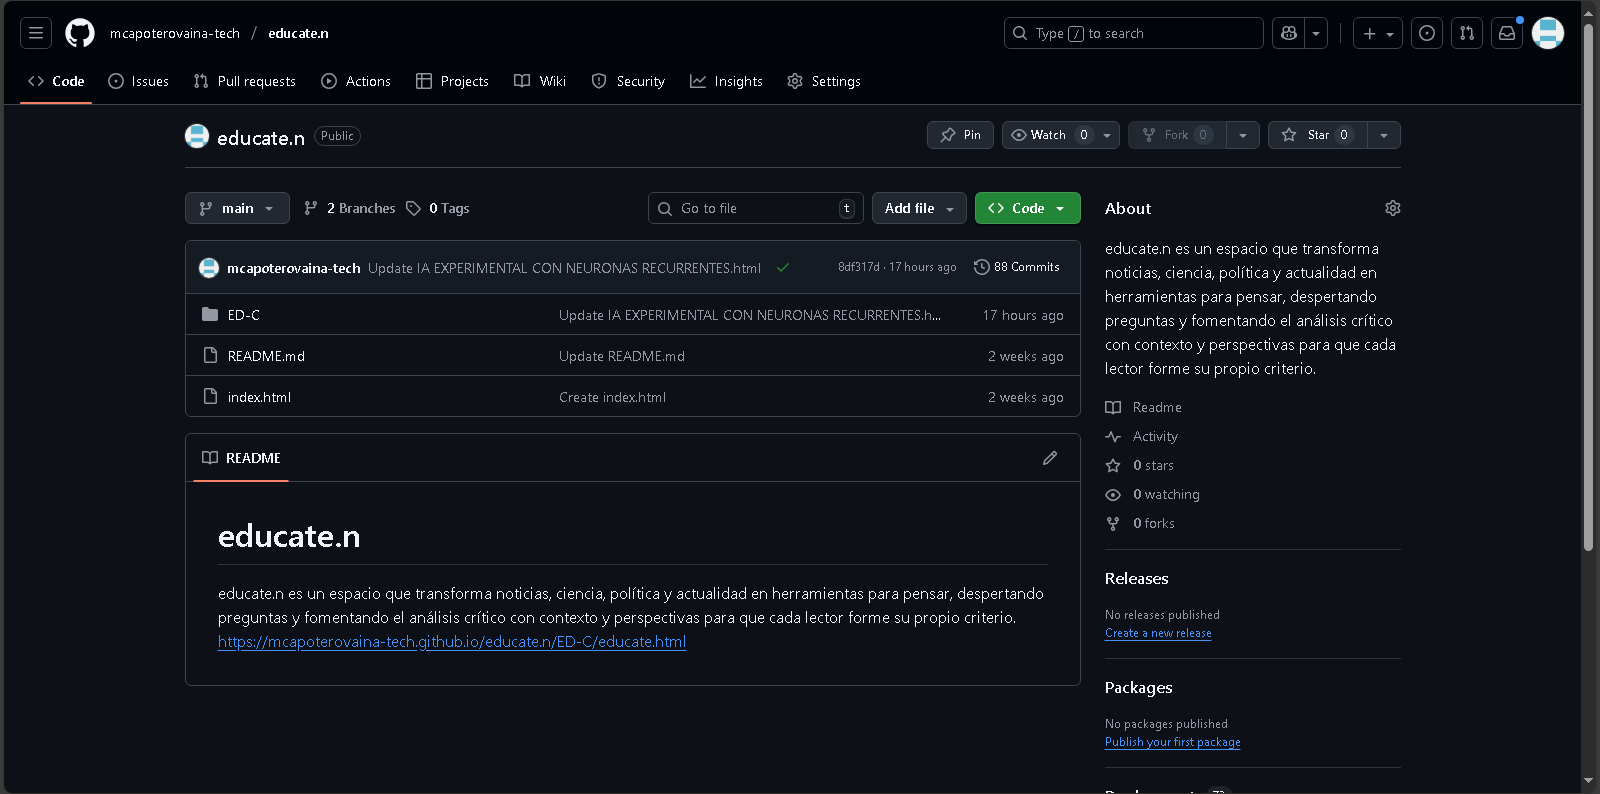 mcapoterovaina-tech / educate.n
Type / to search
Code
Issues
Pull requests
Actions
Projects
Wiki
Security
Insights
Settings
educate.n Public
Pin
Watch 0
Fork 0
Star 0
main
2 Branches
0 Tags
Go to file t
Add file
Code
mcapoterovaina-tech Update IA EXPERIMENTAL CON NEURONAS RECURRENTES.html 8df317d · 17 hours ago 88 Commits
ED-C Update IA EXPERIMENTAL CON NEURONAS RECURRENTES.h... 17 hours ago
README.md Update README.md 2 weeks ago
index.html Create index.html 2 weeks ago
README
educate.n
educate.n es un espacio que transforma noticias, ciencia, política y actualidad en herramientas para pensar, despertando
preguntas y fomentando el análisis crítico con contexto y perspectivas para que cada lector forme su propio criterio.
https://mcapoterovaina-tech.github.io/educate.n/ED-C/educate.html
About
educate.n es un espacio que transforma
noticias, ciencia, política y actualidad en
herramientas para pensar, despertando
preguntas y fomentando el análisis crítico
con contexto y perspectivas para que cada
lector forme su propio criterio.
Readme
Activity
0 stars
0 watching
0 forks
Releases
No releases published
Create a new release
Packages
No packages published
Publish your first package